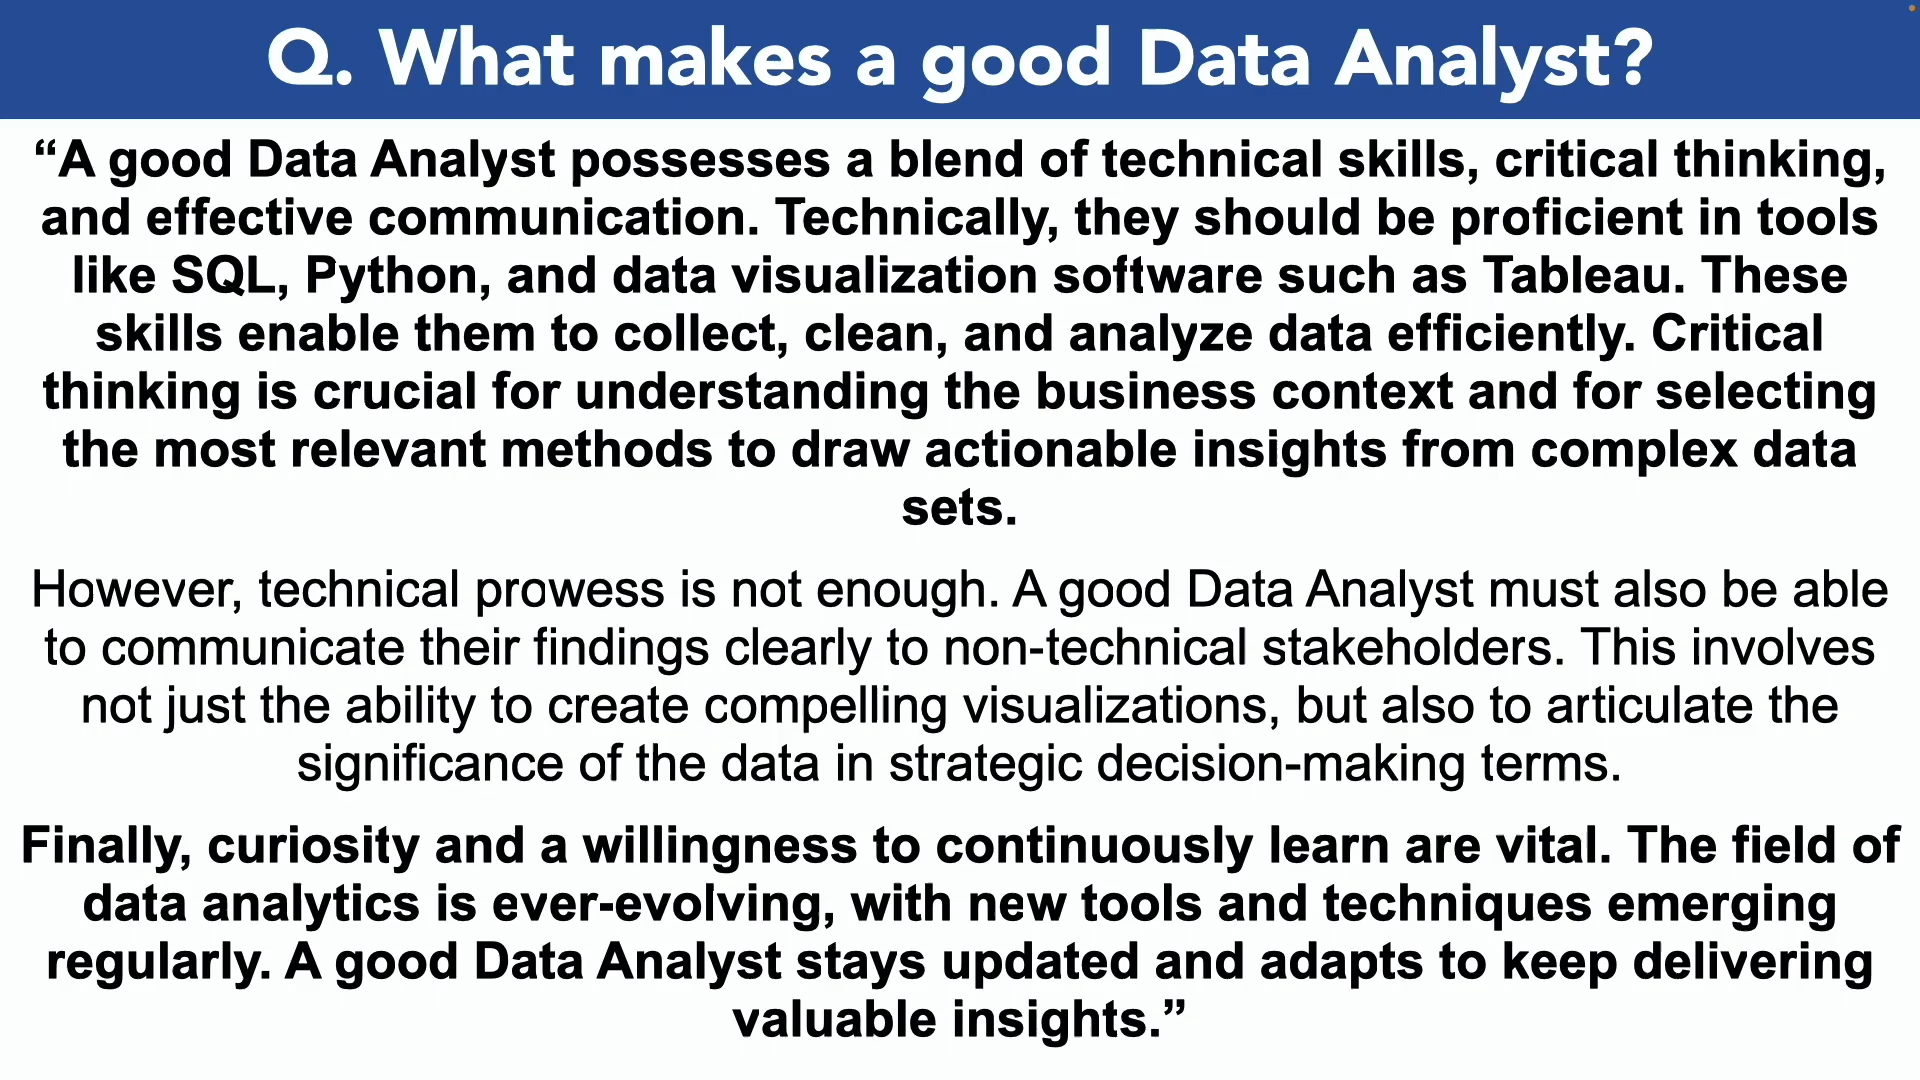 Q. What makes a good Data Analyst?
“A good Data Analyst possesses a blend of technical skills, critical thinking,
and effective communication. Technically, they should be proficient in tools
like SQL, Python, and data visualization software such as Tableau. These
skills enable them to collect, clean, and analyze data efficiently. Critical
thinking is crucial for understanding the business context and for selecting
the most relevant methods to draw actionable insights from complex data
sets.
However, technical prowess is not enough. A good Data Analyst must also be able
to communicate their findings clearly to non-technical stakeholders. This involves
not just the ability to create compelling visualizations, but also to articulate the
significance of the data in strategic decision-making terms.
Finally, curiosity and a willingness to continuously learn are vital. The field of
data analytics is ever-evolving, with new tools and techniques emerging
regularly. A good Data Analyst stays updated and adapts to keep delivering
valuable insights.”